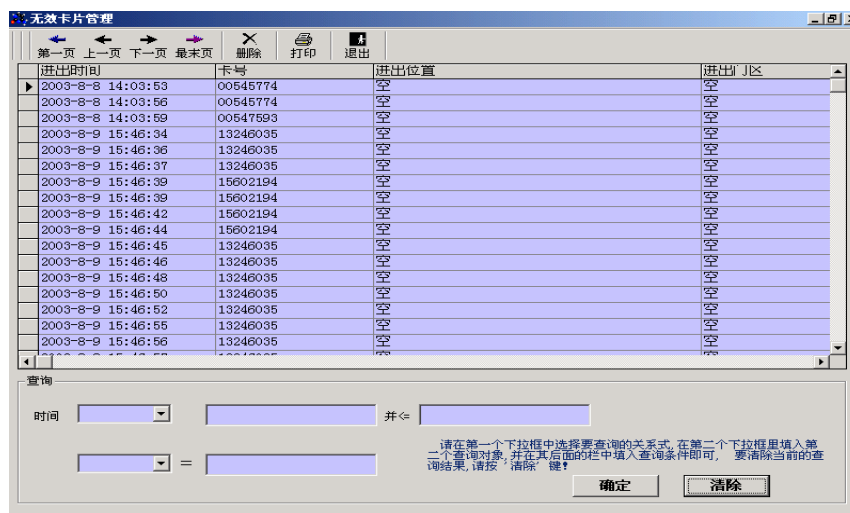 无效卡片管理
第一页 上一页 下一页 最末页 删除 打印 退出
进出时间 卡号 进出位置 进出门区
2003-8-8 14:03:53 00545774 空 空
2003-8-8 14:03:56 00545774 空 空
2003-8-8 14:03:59 00547593 空 空
2003-8-9 15:46:34 13246035 空 空
2003-8-9 15:46:36 13246035 空 空
2003-8-9 15:46:37 13246035 空 空
2003-8-9 15:46:39 15602194 空 空
2003-8-9 15:46:39 15602194 空 空
2003-8-9 15:46:42 15602194 空 空
2003-8-9 15:46:44 15602194 空 空
2003-8-9 15:46:45 13246035 空 空
2003-8-9 15:46:46 13246035 空 空
2003-8-9 15:46:48 13246035 空 空
2003-8-9 15:46:50 13246035 空 空
2003-8-9 15:46:52 13246035 空 空
2003-8-9 15:46:55 13246035 空 空
2003-8-9 15:46:56 13246035 空 空
查询
时间 并<=
=
请在第一个下拉框中选择要查询的关系式,在第二个下拉框里填入第
二个查询对象,并在其后面的栏中填入查询条件即可, 要清除当前的查
询结果,请按‘清除’键!
确定 清除